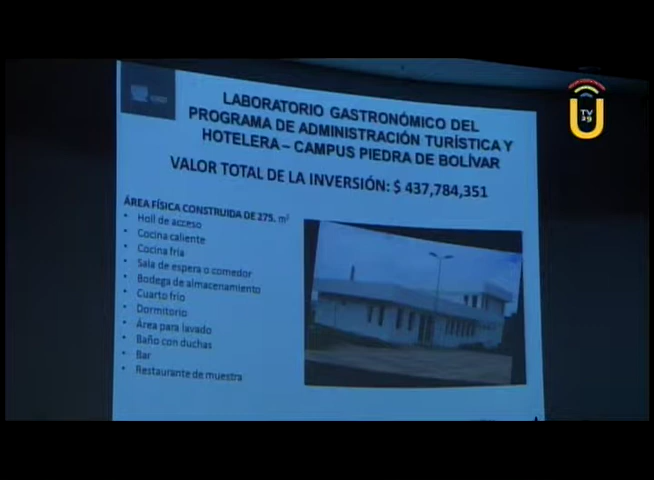 LABORATORIO GASTRONÓMICO DEL
PROGRAMA DE ADMINISTRACIÓN TURÍSTICA Y
HOTELERA – CAMPUS PIEDRA DE BOLÍVAR
VALOR TOTAL DE LA INVERSIÓN: $ 437,784,351
ÁREA FÍSICA CONSTRUIDA DE 275. m²
• Holl de acceso
• Cocina caliente
• Cocina fria
• Sala de espera o comedor
• Bodega de almacenamiento
• Cuarto frío
• Dormitorio
• Área para lavado
• Baño con duchas
• Bar
• Restaurante de muestra
U
TV